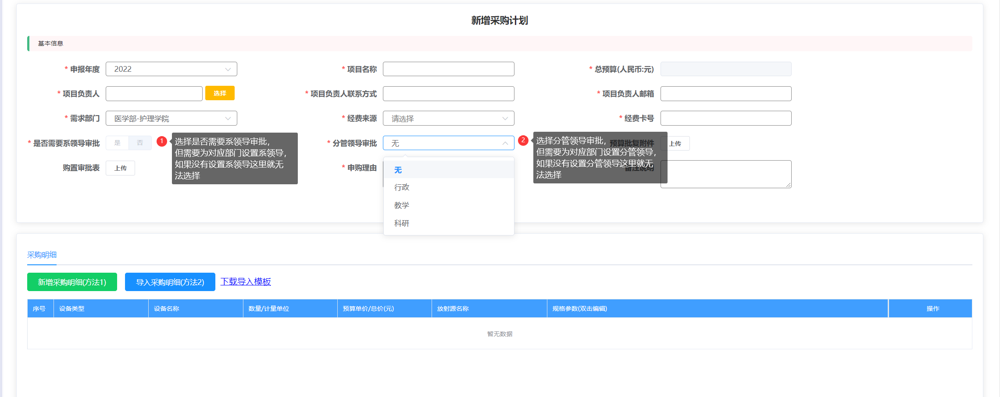 新增采购计划
基本信息
* 申报年度 2022
* 项目名称
* 总预算(人民币:元)
* 项目负责人 选择
* 项目负责人联系方式
* 项目负责人邮箱
* 需求部门 医学部-护理学院
* 经费来源 请选择
* 经费卡号
* 是否需要系领导审批 是 否
1 选择是否需要系领导审批,
但需要为对应部门设置系领导,
如果没有设置系领导这里就无
法选择
* 分管领导审批 无
2 选择分管领导审批,
但需要为对应部门设置分管领导,
如果没有设置分管领导这里就无
法选择
预算批复附件 上传
购置审批表 上传
* 申购理由
备注说明
无
行政
教学
科研
采购明细
新增采购明细(方法1) 导入采购明细(方法2) 下载导入模板
序号 设备类型 设备名称 数量/计量单位 预算单价/总价(元) 放射源名称 规格参数(双击编辑) 操作
暂无数据